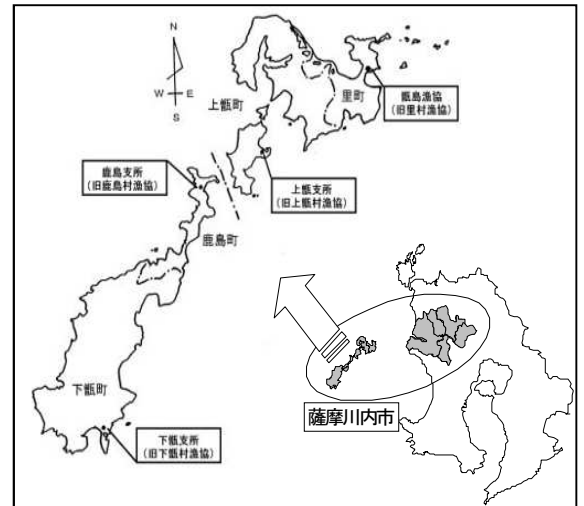 N
W E
S
上甑町
里町
甑島漁協
(旧里村漁協)
鹿島支所
(旧鹿島村漁協)
上甑支所
(旧上甑村漁協)
鹿島町
下甑町
下甑支所
(旧下甑村漁協)
薩摩川内市